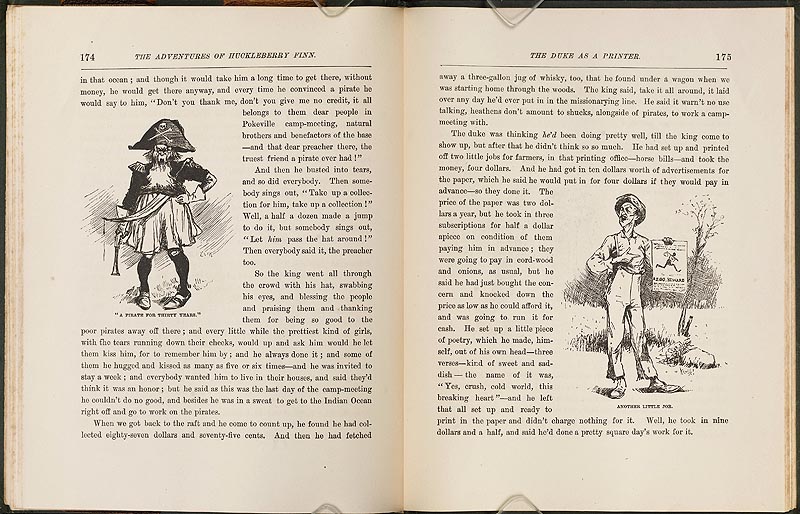 174
THE ADVENTURES OF HUCKLEBERRY FINN.
in that ocean; and though it would take him a long time to get there, without
money, he would get there anyway, and every time he convinced a pirate he
would say to him, "Don't you thank me, don't you give me no credit, it all
belongs to them dear people in
Pokeville camp-meeting, natural
brothers and benefactors of the base
—and that dear preacher there, the
truest friend a pirate ever had!"
And then he busted into tears,
and so did everybody. Then some-
body sings out, "Take up a collec-
tion for him, take up a collection!"
Well, a half a dozen made a jump
to do it, but somebody sings out,
"Let him pass the hat around!"
Then everybody said it, the preacher
too.
So the king went all through
the crowd with his hat, swabbing
his eyes, and blessing the people
and praising them and thanking
them for being so good to the
"A PIRATE FOR THIRTY YEARS."
poor pirates away off there; and every little while the prettiest kind of girls,
with the tears running down their cheeks, would up and ask him would he let
them kiss him, for to remember him by; and he always done it; and some of
them he hugged and kissed as many as five or six times—and he was invited to
stay a week; and everybody wanted him to live in their houses, and said they'd
think it was an honor; but he said as this was the last day of the camp-meeting
he couldn't do no good, and besides he was in a sweat to get to the Indian Ocean
right off and go to work on the pirates.
When we got back to the raft and he come to count up, he found he had col-
lected eighty-seven dollars and seventy-five cents. And then he had fetched
THE DUKE AS A PRINTER.
175
away a three-gallon jug of whisky, too, that he found under a wagon when we
was starting home through the woods. The king said, take it all around, it laid
over any day he'd ever put in in the missionarying line. He said it warn't no use
talking, heathens don't amount to shucks, alongside of pirates, to work a camp-
meeting with.
The duke was thinking he'd been doing pretty well, till the king come to
show up, but after that he didn't think so so much. He had set up and printed
off two little jobs for farmers, in that printing office—horse bills—and took the
money, four dollars. And he had got in ten dollars worth of advertisements for
the paper, which he said he would put in for four dollars if they would pay in
advance—so they done it. The
price of the paper was two dol-
lars a year, but he took in three
subscriptions for half a dollar
apiece on condition of them
paying him in advance; they
were going to pay in cord-wood
and onions, as usual, but he
said he had just bought the con-
cern and knocked down the
price as low as he could afford it,
and was going to run it for
cash. He set up a little piece
of poetry, which he made, him-
self, out of his own head—three
verses—kind of sweet and sad-
dish—the name of it was,
"Yes, crush, cold world, this
breaking heart"—and he left
that all set up and ready to
$200. REWARD
ANOTHER LITTLE JOB.
print in the paper and didn't charge nothing for it. Well, he took in nine
dollars and a half, and said he'd done a pretty square day's work for it.